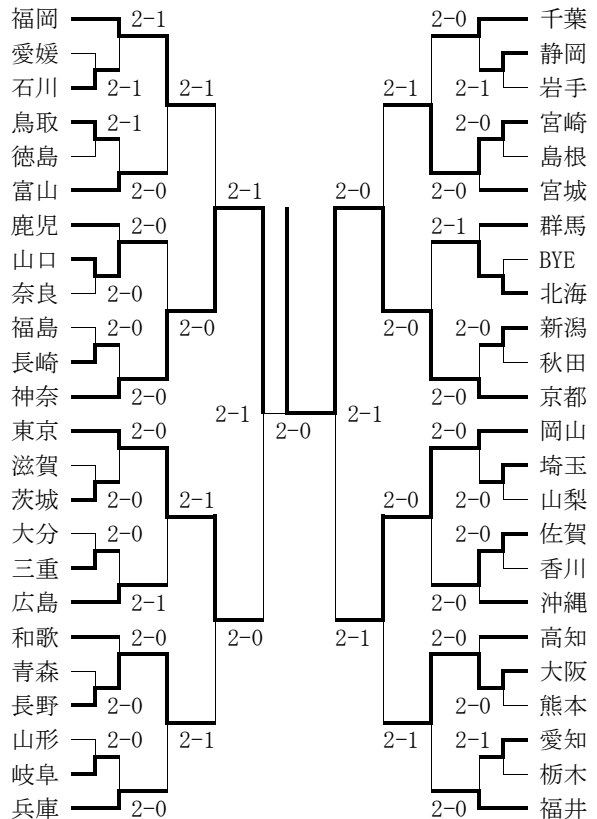 福岡 2-1 2-0 千葉
愛媛 静岡
石川 2-1 2-1 2-1 2-1 岩手
鳥取 2-1 2-0 宮崎
徳島 島根
富山 2-0 2-1 2-0 宮城
鹿児 2-0 2-1 群馬
山口 BYE
奈良 2-0 北海
福島 2-0 2-0 2-0 新潟
長崎 秋田
神奈 2-0 2-1 2-0 2-1 京都
東京 2-0 2-0 岡山
滋賀 埼玉
茨城 2-0 2-1 2-0 2-0 山梨
大分 2-0 2-0 佐賀
三重 香川
広島 2-1 2-0 沖縄
和歌 2-0 2-0 2-1 2-0 高知
青森 大阪
長野 2-0 2-0 熊本
山形 2-0 2-1 2-1 2-1 愛知
岐阜 栃木
兵庫 2-0 2-0 福井